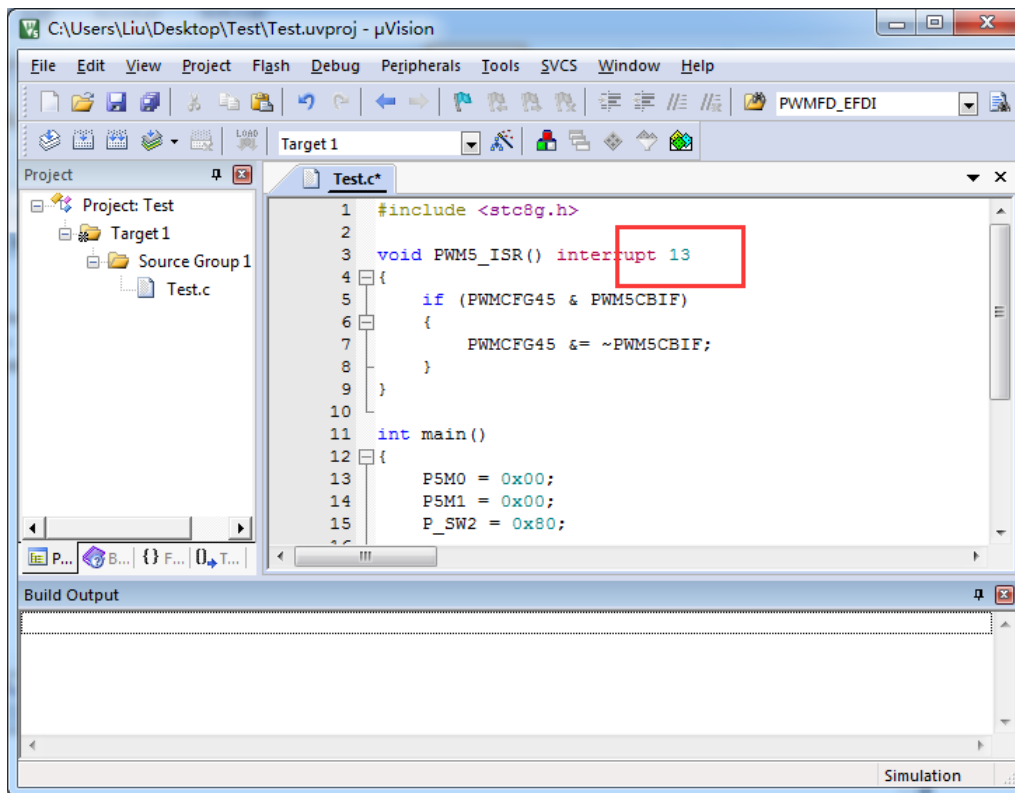 C:\Users\Liu\Desktop\Test\Test.uvproj - µVision
File Edit View Project Flash Debug Peripherals Tools SVCS Window Help
PWMFD_EFDI
LOAD Target 1
Project
Test.c*
Project: Test
Target 1
Source Group 1
Test.c
1 #include <stc8g.h>
2
3 void PWM5_ISR() interrupt 13
4 {
5 if (PWMCFG45 & PWM5CBIF)
6 {
7 PWMCFG45 &= ~PWM5CBIF;
8 }
9 }
10
11 int main()
12 {
13 P5M0 = 0x00;
14 P5M1 = 0x00;
15 P_SW2 = 0x80;
P... B... {} F... 0 T...
Build Output
Simulation